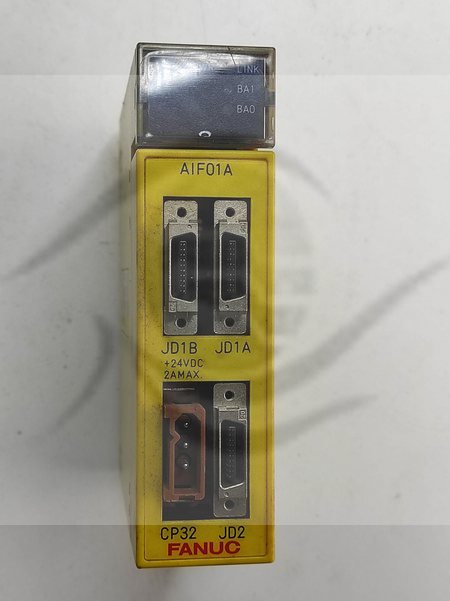 LINK
BA1
BA0
AIF01A
JD1B JD1A
+24VDC
2AMAX.
CP32 JD2
FANUC